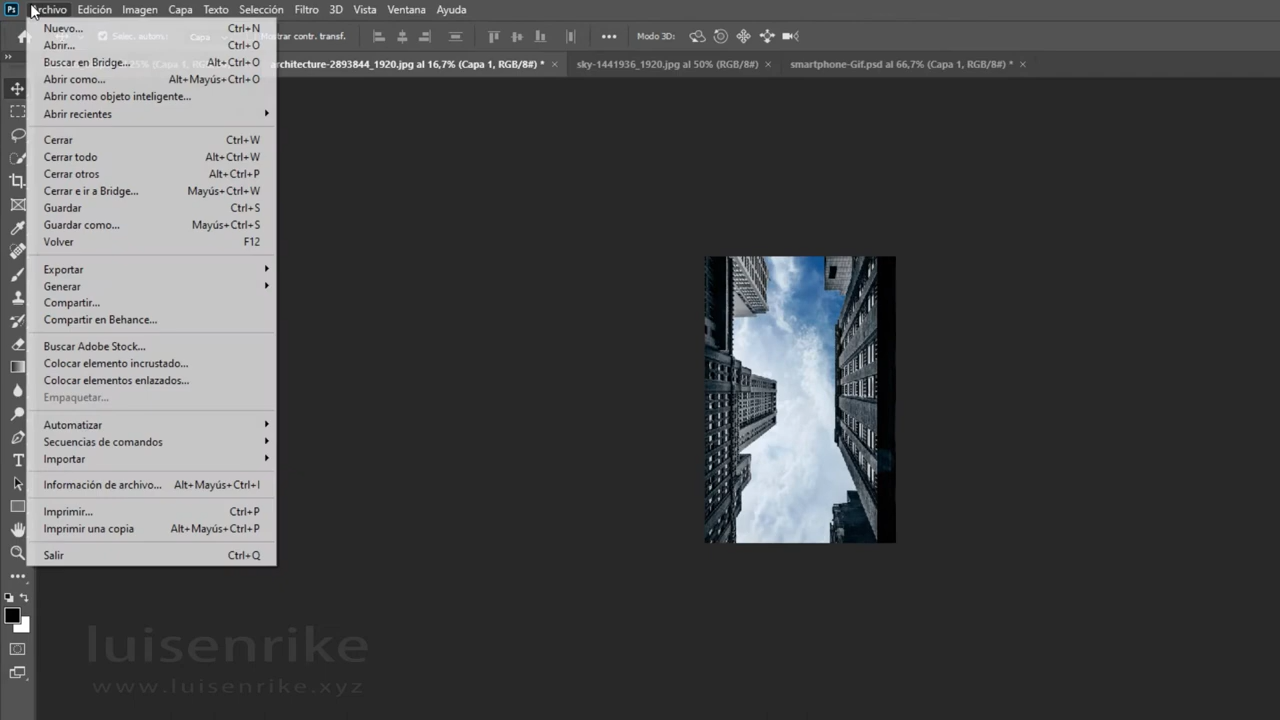 Ps Archivo Edición Imagen Capa Texto Selección Filtro 3D Vista Ventana Ayuda
Selec. autom.: Capa Mostrar contr. transf. Modo 3D:
architecture-2893844_1920.jpg al 16,7% (Capa 1, RGB/8#) * × sky-1441936_1920.jpg al 50% (RGB/8#) × smartphone-Gif.psd al 66,7% (Capa 1, RGB/8#) * ×
Nuevo... Ctrl+N
Abrir... Ctrl+O
Buscar en Bridge... Alt+Ctrl+O
Abrir como... Alt+Mayús+Ctrl+O
Abrir como objeto inteligente...
Abrir recientes
Cerrar Ctrl+W
Cerrar todo Alt+Ctrl+W
Cerrar otros Alt+Ctrl+P
Cerrar e ir a Bridge... Mayús+Ctrl+W
Guardar Ctrl+S
Guardar como... Mayús+Ctrl+S
Volver F12
Exportar
Generar
Compartir...
Compartir en Behance...
Buscar Adobe Stock...
Colocar elemento incrustado...
Colocar elementos enlazados...
Empaquetar...
Automatizar
Secuencias de comandos
Importar
Información de archivo... Alt+Mayús+Ctrl+I
Imprimir... Ctrl+P
Imprimir una copia Alt+Mayús+Ctrl+P
Salir Ctrl+Q
luisenrike
www.luisenrike.xyz